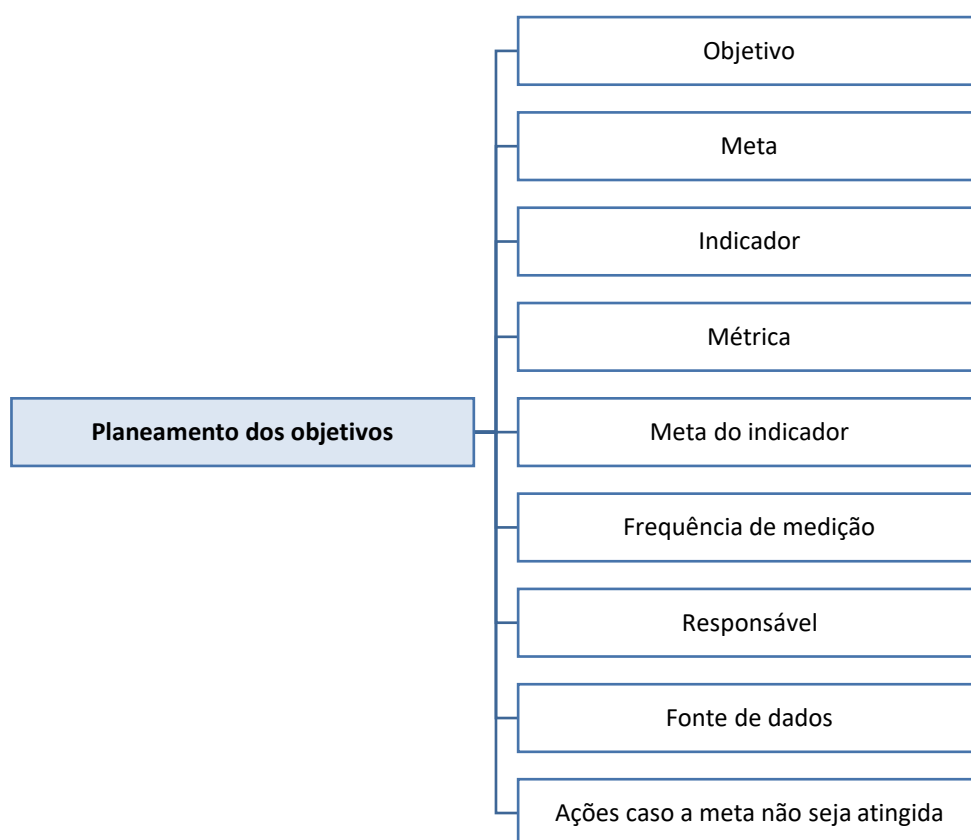 Objetivo
Meta
Indicador
Métrica
Planeamento dos objetivos
Meta do indicador
Frequência de medição
Responsável
Fonte de dados
Ações caso a meta não seja atingida